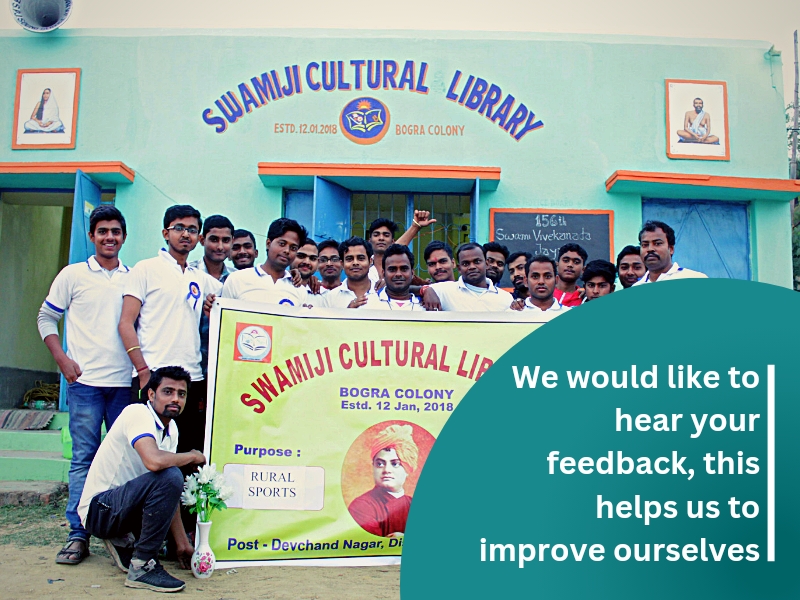 SWAMIJI CULTURAL LIBRARY
ESTD. 12.01.2018 BOGRA COLONY
156th
Swami Vivekanada
Jay
SWAMIJI CULTURAL
BOGRA COLONY
Estd. 12 Jan, 2018
Purpose :
RURAL
SPORTS
Post - Devchand Nagar,
We would like to
hear your
feedback, this
helps us to
improve ourselves